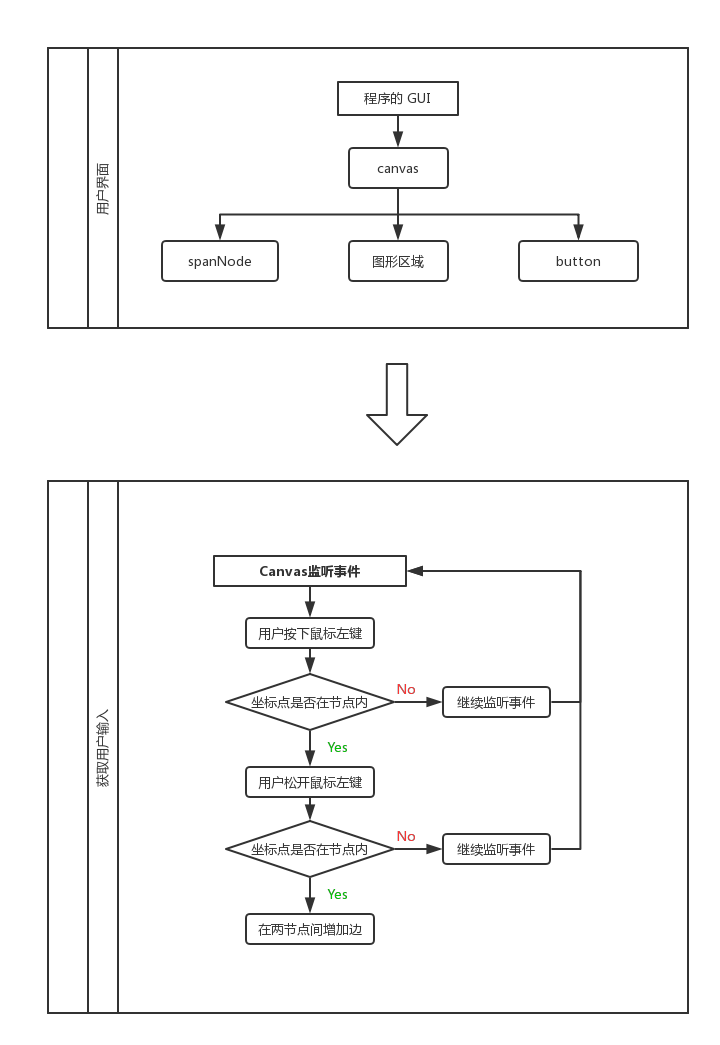 用户界面
程序的 GUI
canvas
spanNode
图形区域
button
获取用户输入
Canvas监听事件
用户按下鼠标左键
坐标点是否在节点内
No
继续监听事件
Yes
用户松开鼠标左键
坐标点是否在节点内
No
继续监听事件
Yes
在两节点间增加边